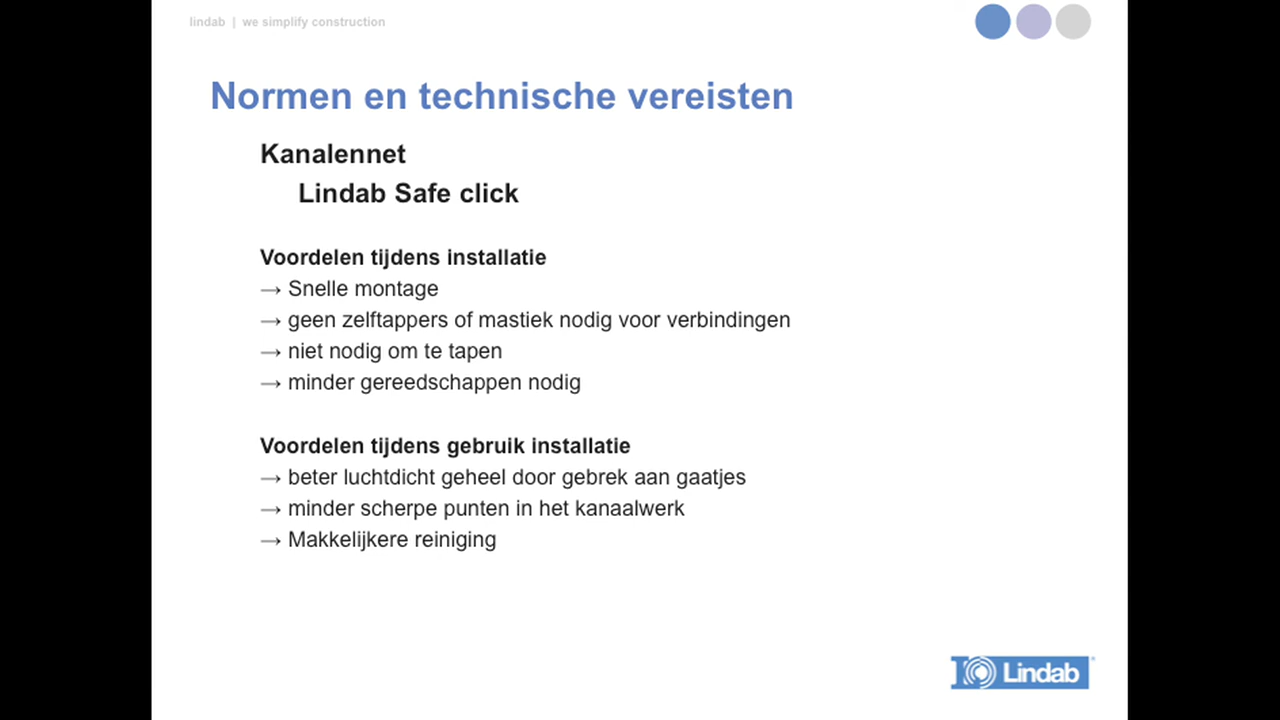 lindab | we simplify construction
Normen en technische vereisten
Kanalennet
Lindab Safe click
Voordelen tijdens installatie
→ Snelle montage
→ geen zelftappers of mastiek nodig voor verbindingen
→ niet nodig om te tapen
→ minder gereedschappen nodig
Voordelen tijdens gebruik installatie
→ beter luchtdicht geheel door gebrek aan gaatjes
→ minder scherpe punten in het kanaalwerk
→ Makkelijkere reiniging
Lindab